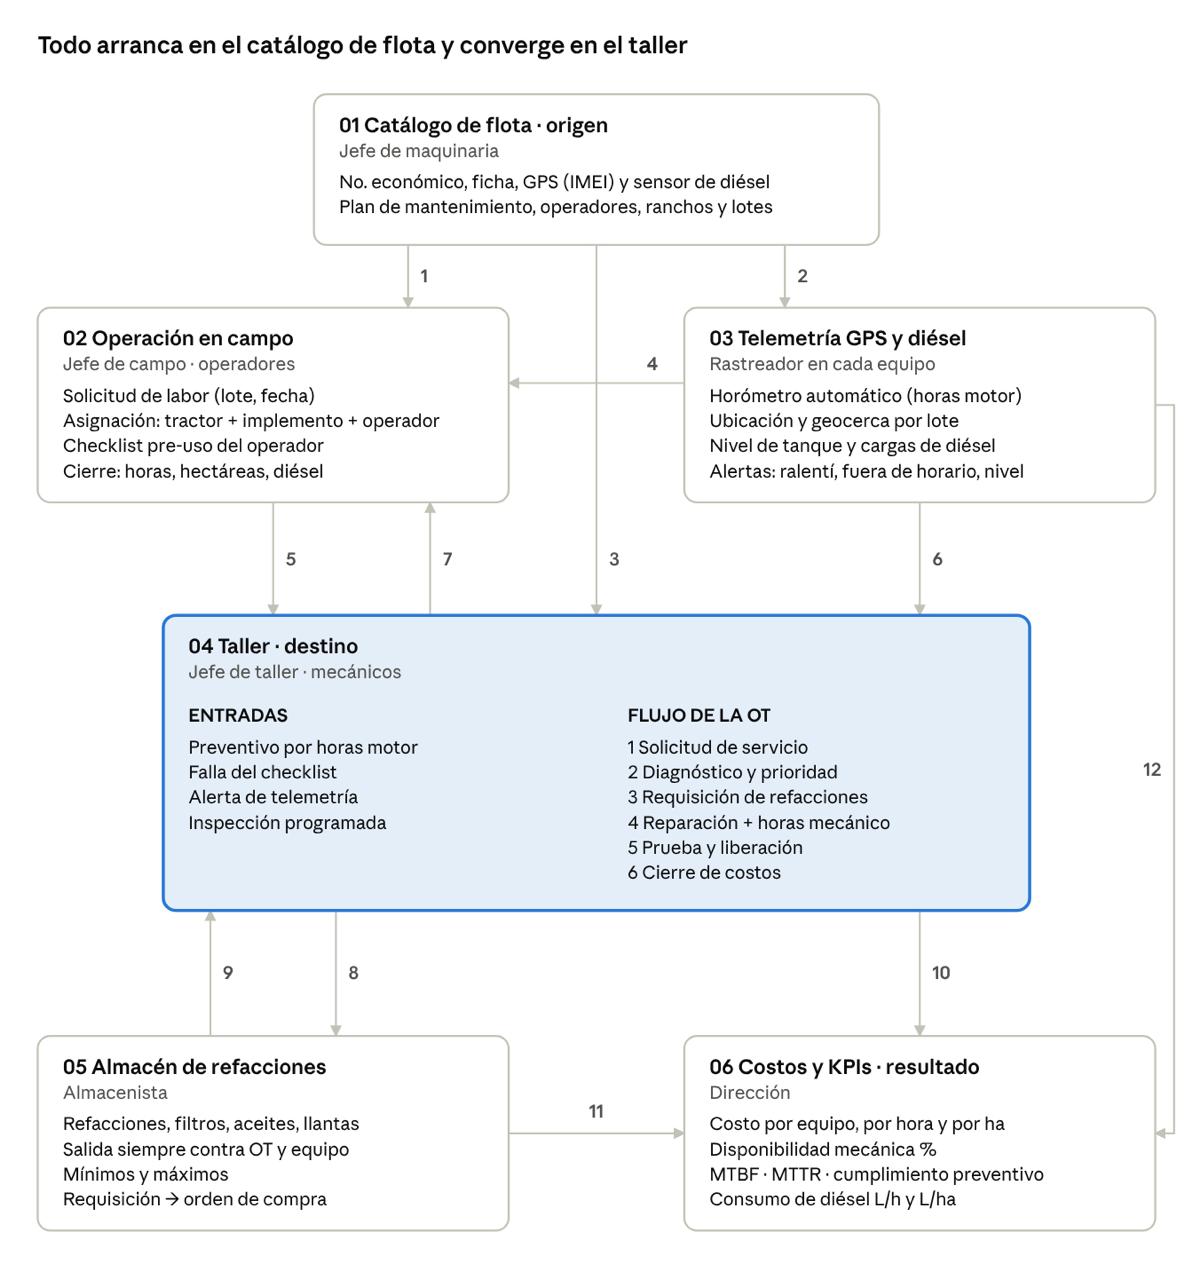 Todo arranca en el catálogo de flota y converge en el taller
01 Catálogo de flota · origen
Jefe de maquinaria
No. económico, ficha, GPS (IMEI) y sensor de diésel
Plan de mantenimiento, operadores, ranchos y lotes
1
2
02 Operación en campo
Jefe de campo · operadores
Solicitud de labor (lote, fecha)
Asignación: tractor + implemento + operador
Checklist pre-uso del operador
Cierre: horas, hectáreas, diésel
4
03 Telemetría GPS y diésel
Rastreador en cada equipo
Horómetro automático (horas motor)
Ubicación y geocerca por lote
Nivel de tanque y cargas de diésel
Alertas: ralentí, fuera de horario, nivel
5
7
3
6
04 Taller · destino
Jefe de taller · mecánicos
ENTRADAS
Preventivo por horas motor
Falla del checklist
Alerta de telemetría
Inspección programada
FLUJO DE LA OT
1 Solicitud de servicio
2 Diagnóstico y prioridad
3 Requisición de refacciones
4 Reparación + horas mecánico
5 Prueba y liberación
6 Cierre de costos
12
9
8
10
05 Almacén de refacciones
Almacenista
Refacciones, filtros, aceites, llantas
Salida siempre contra OT y equipo
Mínimos y máximos
Requisición → orden de compra
11
06 Costos y KPIs · resultado
Dirección
Costo por equipo, por hora y por ha
Disponibilidad mecánica %
MTBF · MTTR · cumplimiento preventivo
Consumo de diésel L/h y L/ha